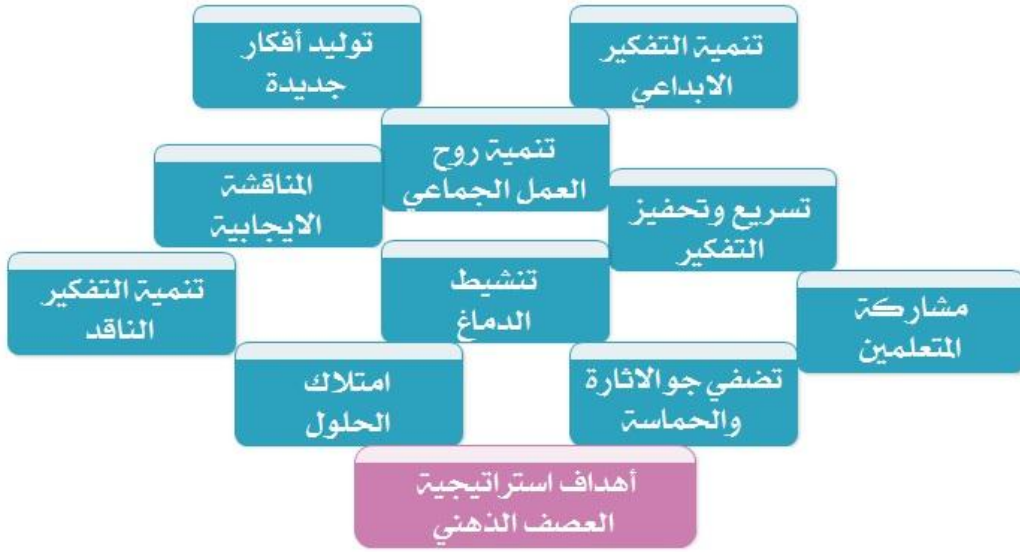 تنمية التفكير
الابداعي
توليد أفكار
جديدة
تنمية روح
العمل الجماعي
المناقشة
الايجابية
تسريع وتحفيز
التفكير
تنشيط
الدماغ
تنمية التفكير
الناقد
مشاركة
المتعلمين
تضفي جو الاثارة
والحماسة
امتلاك
الحلول
أهداف استراتيجية
العصف الذهني